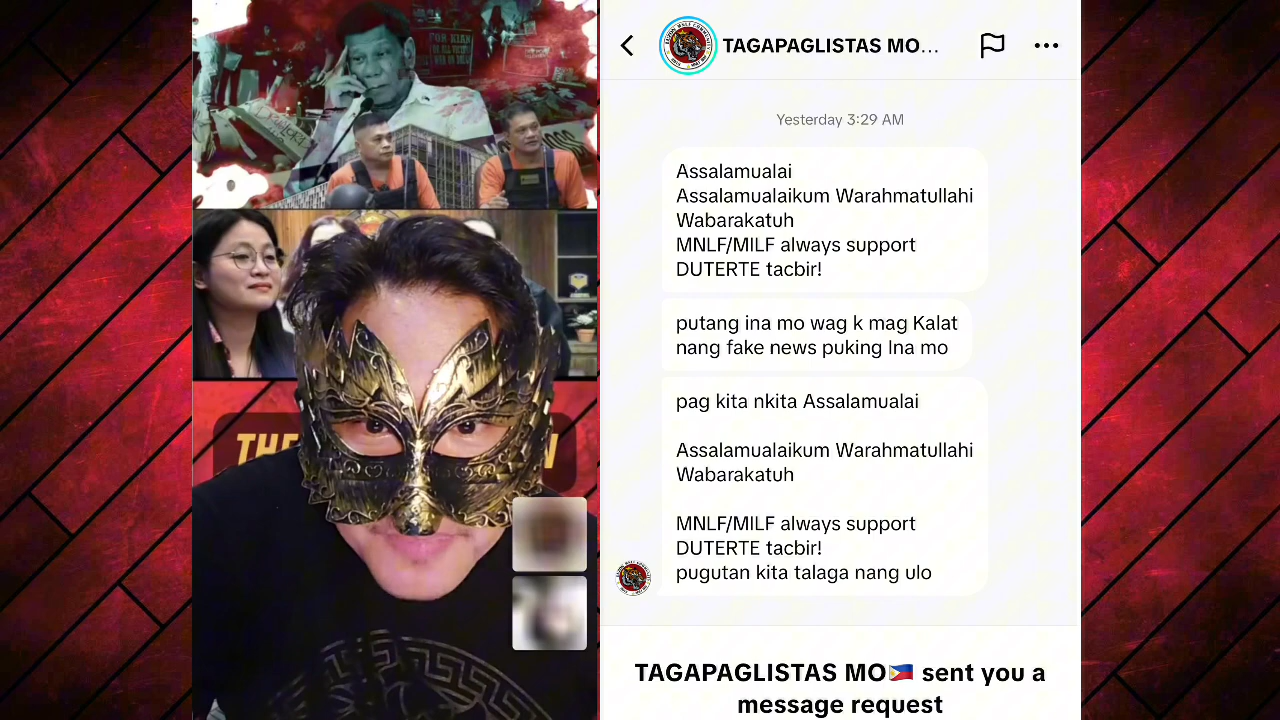 FOR KIAN
THE
N
TAGAPAGLISTAS MO...
Yesterday 3:29 AM
Assalamualai
Assalamualaikum Warahmatullahi
Wabarakatuh
MNLF/MILF always support
DUTERTE tacbir!
putang ina mo wag k mag Kalat
nang fake news puking Ina mo
pag kita nkita Assalamualai
Assalamualaikum Warahmatullahi
Wabarakatuh
MNLF/MILF always support
DUTERTE tacbir!
pugutan kita talaga nang ulo
TAGAPAGLISTAS MO🇵🇭 sent you a
message request